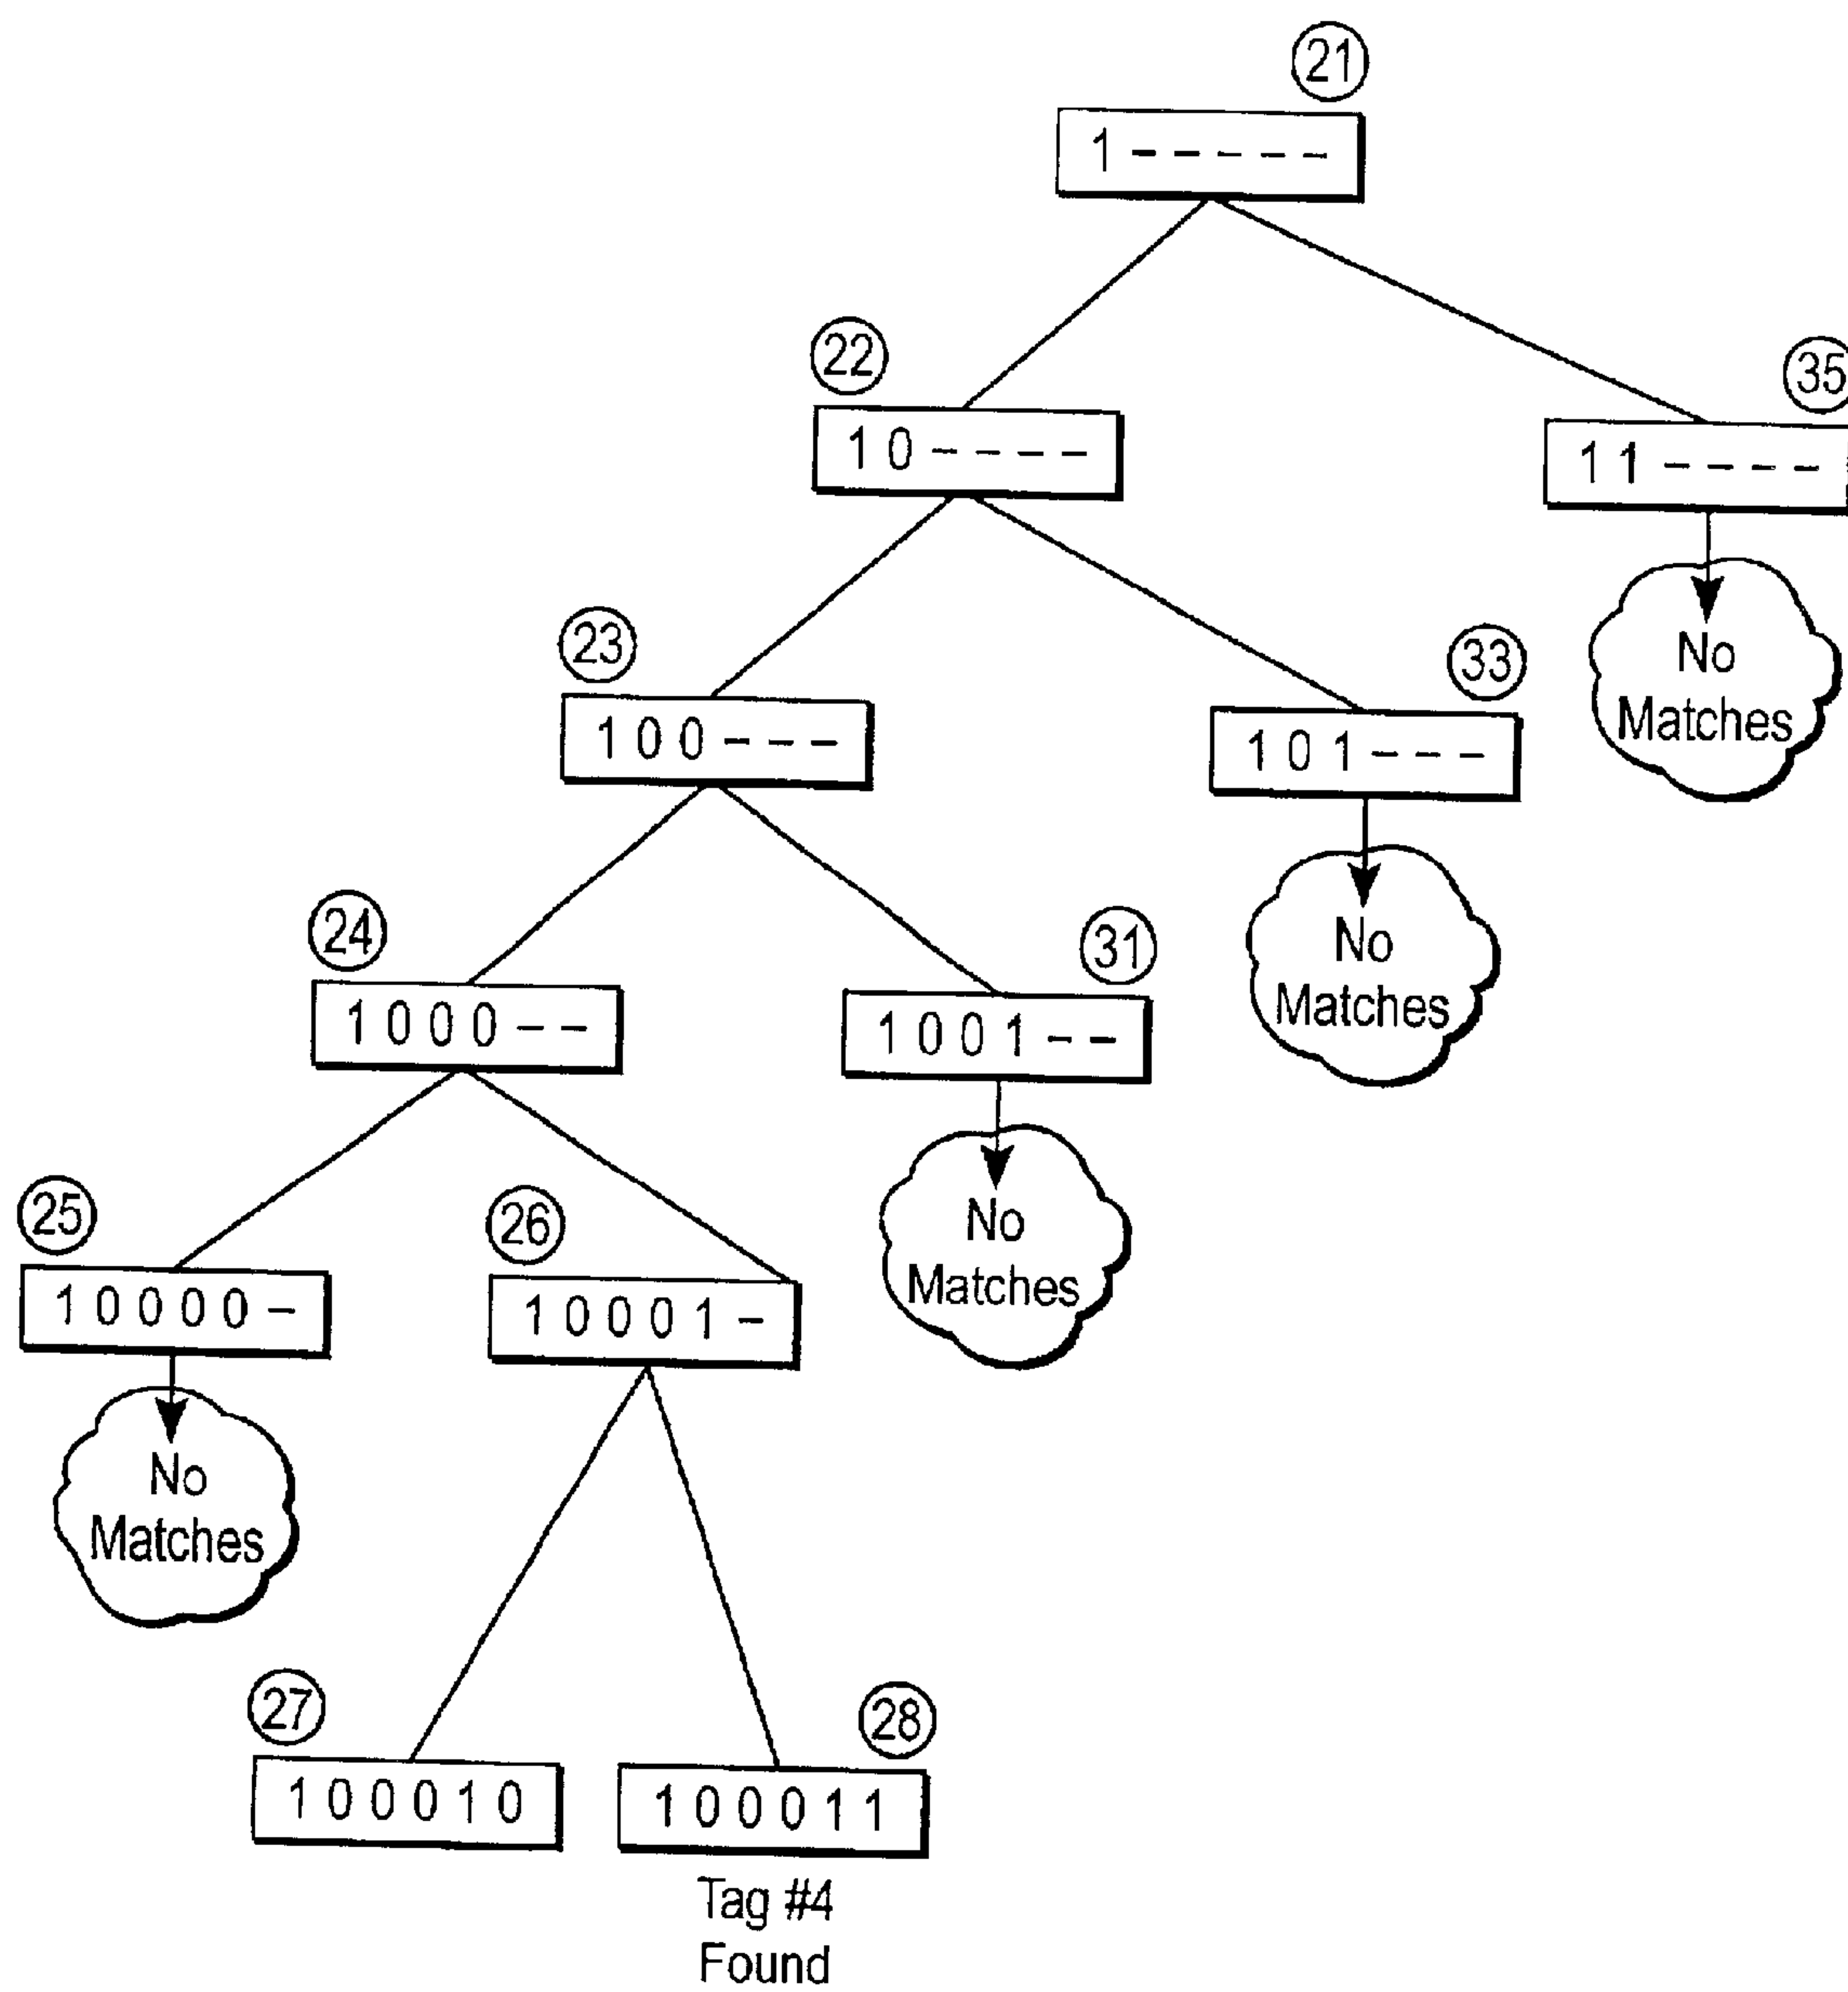 21
1 - - - - -
22
1 0 - - - -
35
1 1 - - - -
No
Matches
23
1 0 0 - - -
33
1 0 1 - - -
No
Matches
24
1 0 0 0 - -
31
1 0 0 1 - -
No
Matches
25
1 0 0 0 0 -
26
1 0 0 0 1 -
No
Matches
27
1 0 0 0 1 0
28
1 0 0 0 1 1
Tag #4
Found